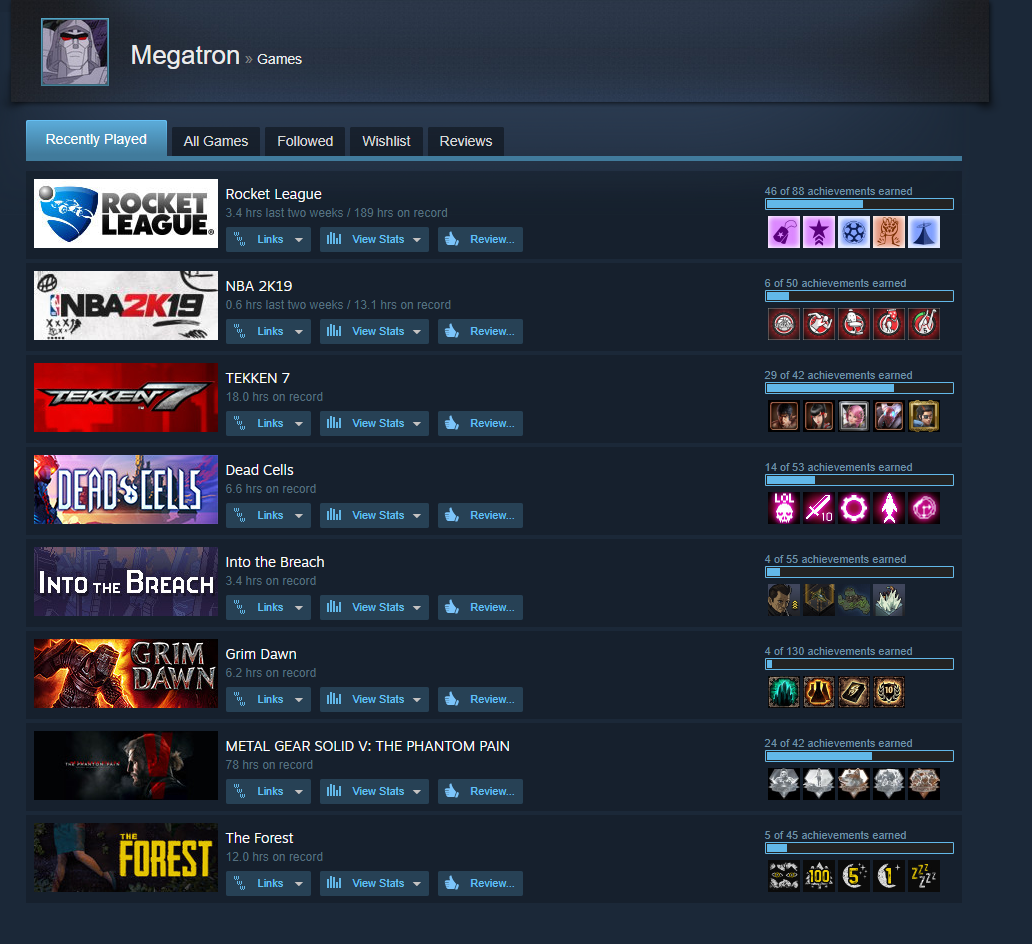 Megatron » Games
Recently Played
All Games
Followed
Wishlist
Reviews
ROCKET
LEAGUE®
Rocket League
3.4 hrs last two weeks / 189 hrs on record
Links
View Stats
Review...
46 of 88 achievements earned
NBA2K19
XXX
NBA 2K19
0.6 hrs last two weeks / 13.1 hrs on record
Links
View Stats
Review...
6 of 50 achievements earned
TEKKEN 7
™
TEKKEN 7
18.0 hrs on record
Links
View Stats
Review...
29 of 42 achievements earned
DEAD CELLS
Dead Cells
6.6 hrs on record
Links
View Stats
Review...
14 of 53 achievements earned
LOL
10
INTO THE BREACH
Into the Breach
3.4 hrs on record
Links
View Stats
Review...
4 of 55 achievements earned
GRIM
DAWN
Grim Dawn
6.2 hrs on record
Links
View Stats
Review...
4 of 130 achievements earned
10
THE PHANTOM PAIN
METAL GEAR SOLID V: THE PHANTOM PAIN
78 hrs on record
Links
View Stats
Review...
24 of 42 achievements earned
THE
FOREST
The Forest
12.0 hrs on record
Links
View Stats
Review...
5 of 45 achievements earned
100
5
1
ZZZZZZ